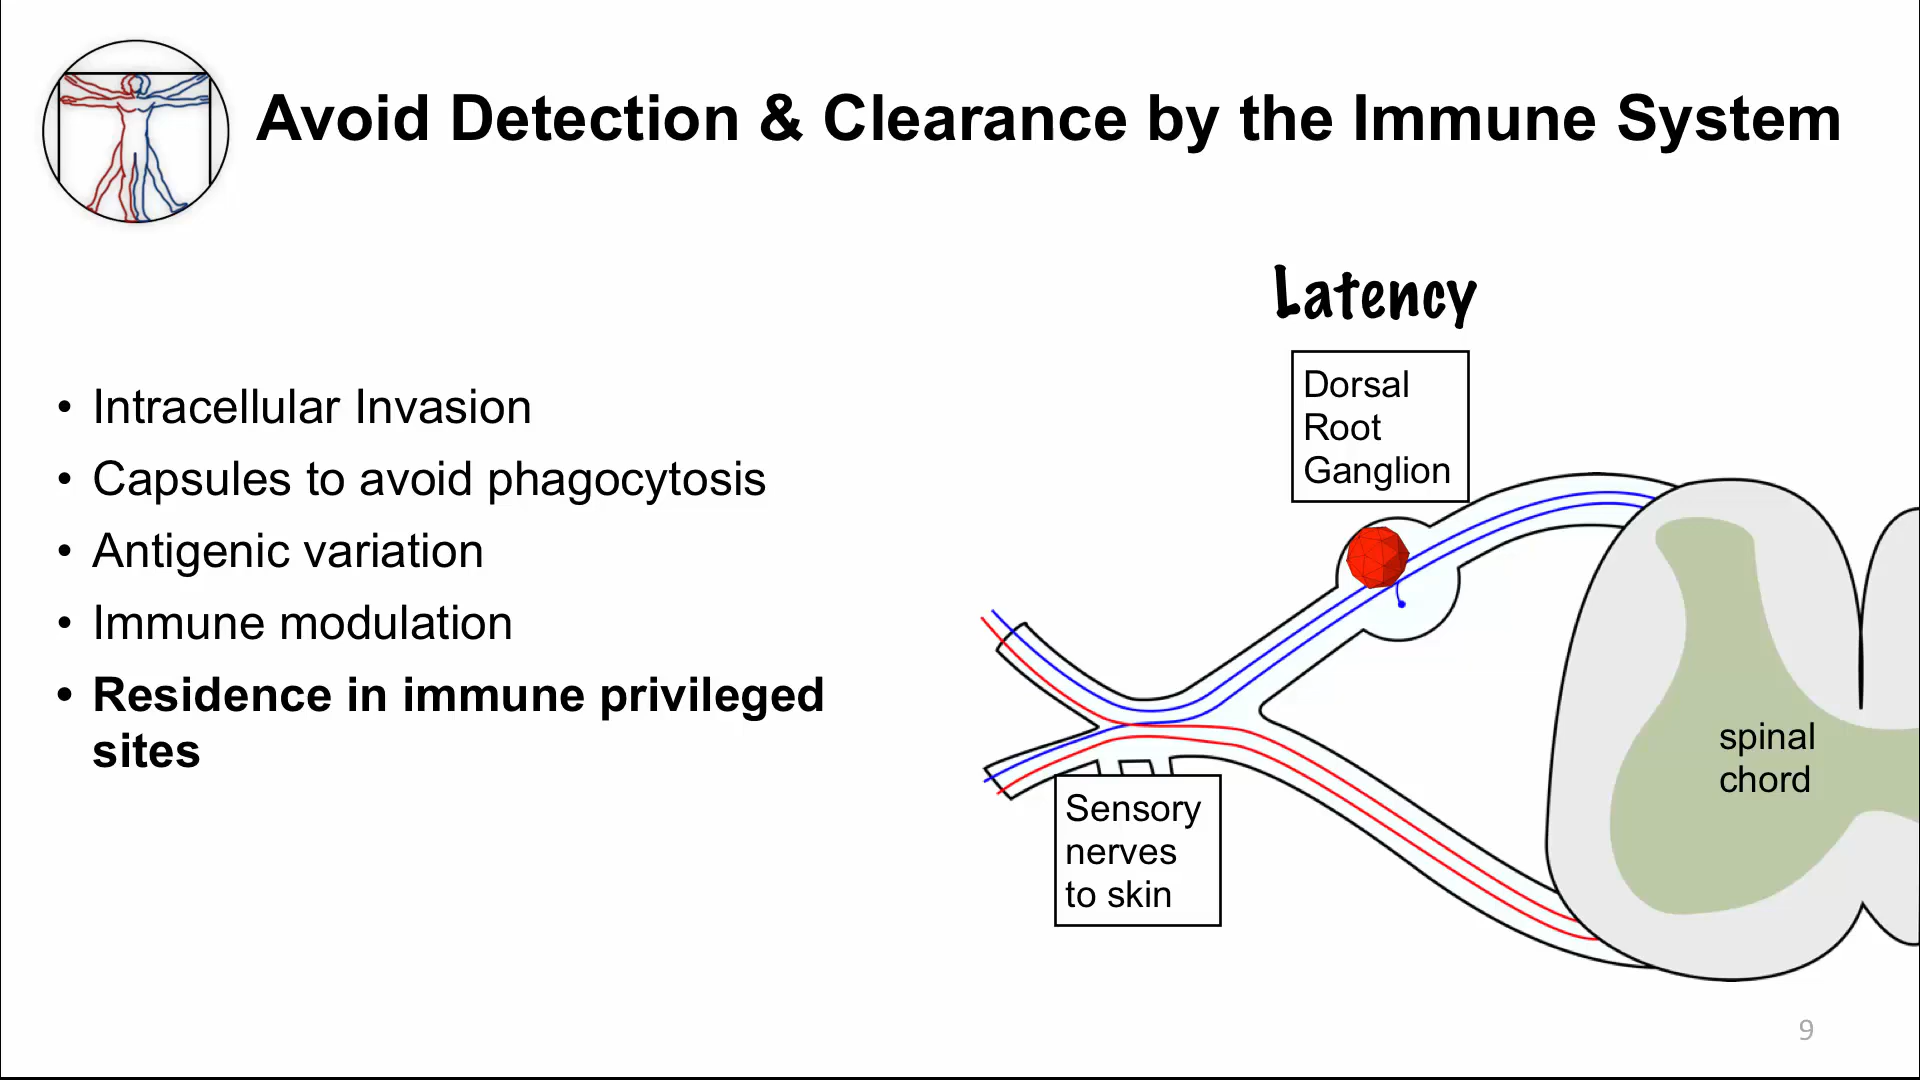 Avoid Detection & Clearance by the Immune System
• Intracellular Invasion
• Capsules to avoid phagocytosis
• Antigenic variation
• Immune modulation
• Residence in immune privileged
sites
Latency
Dorsal
Root
Ganglion
spinal
chord
Sensory
nerves
to skin
9